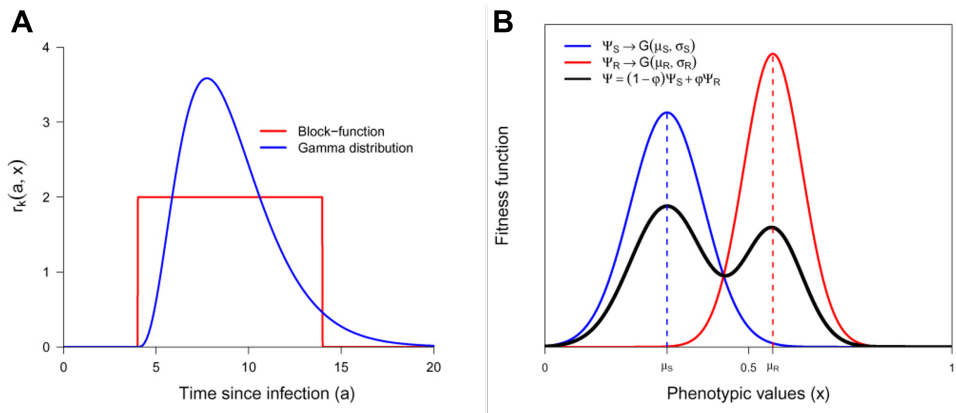 A
4
3
2
1
0
r_k(a, x)
Block−function
Gamma distribution
0 5 10 15 20
Time since infection (a)
B
Ψ_S → G(μ_S, σ_S)
Ψ_R → G(μ_R, σ_R)
Ψ = (1−φ)Ψ_S + φΨ_R
Fitness function
0 μ_S 0.5 μ_R 1
Phenotypic values (x)